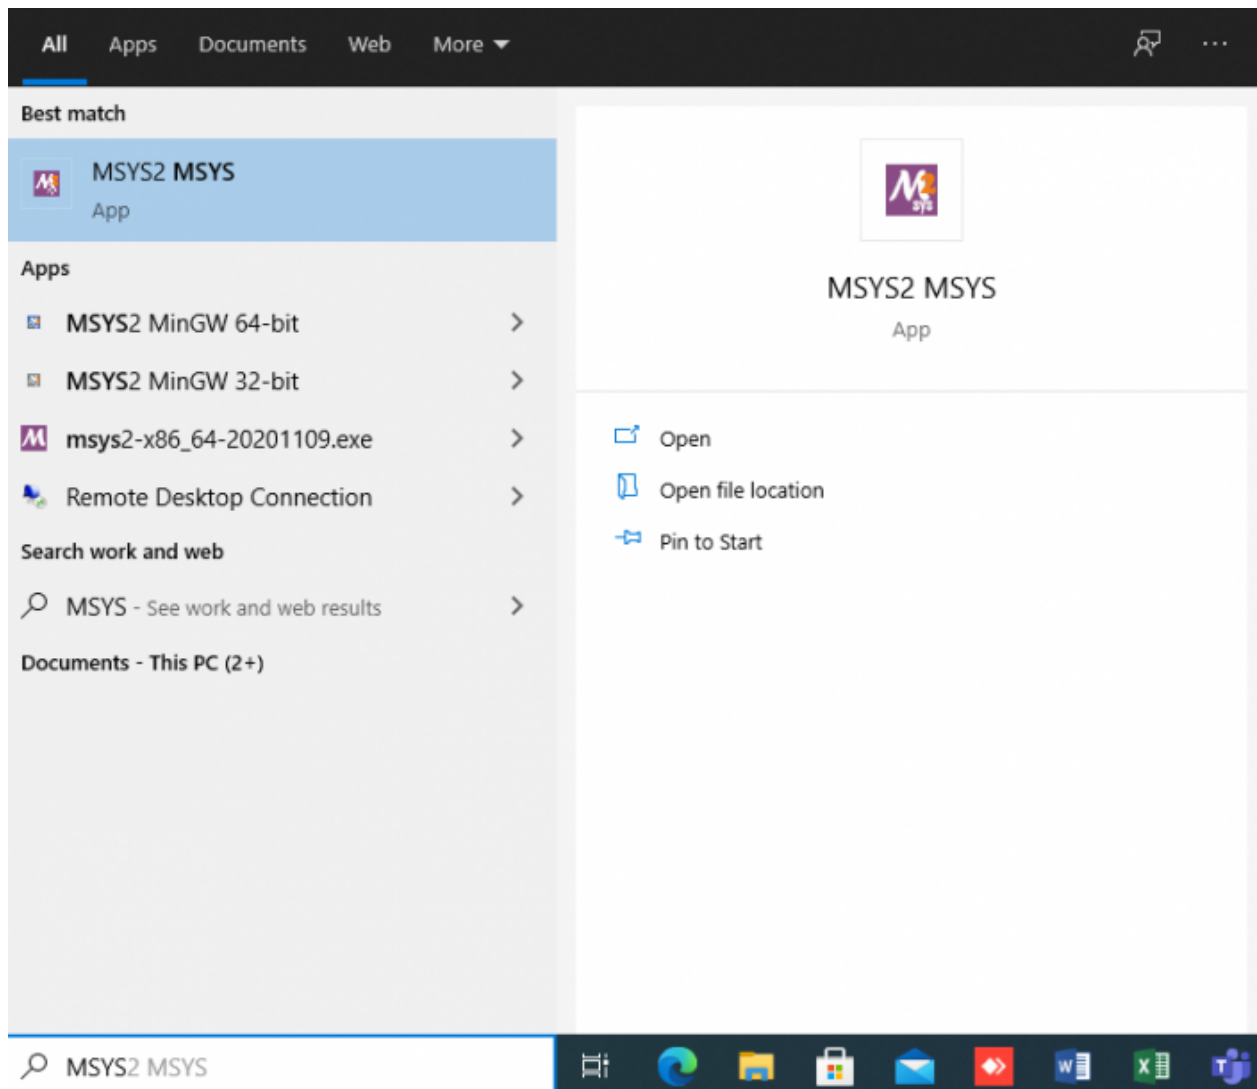 All Apps Documents Web More
Best match
MSYS2 MSYS
App
Apps
MSYS2 MinGW 64-bit
MSYS2 MinGW 32-bit
msys2-x86_64-20201109.exe
Remote Desktop Connection
Search work and web
MSYS - See work and web results
Documents - This PC (2+)
M2
sys
MSYS2 MSYS
App
Open
Open file location
Pin to Start
MSYS2 MSYS